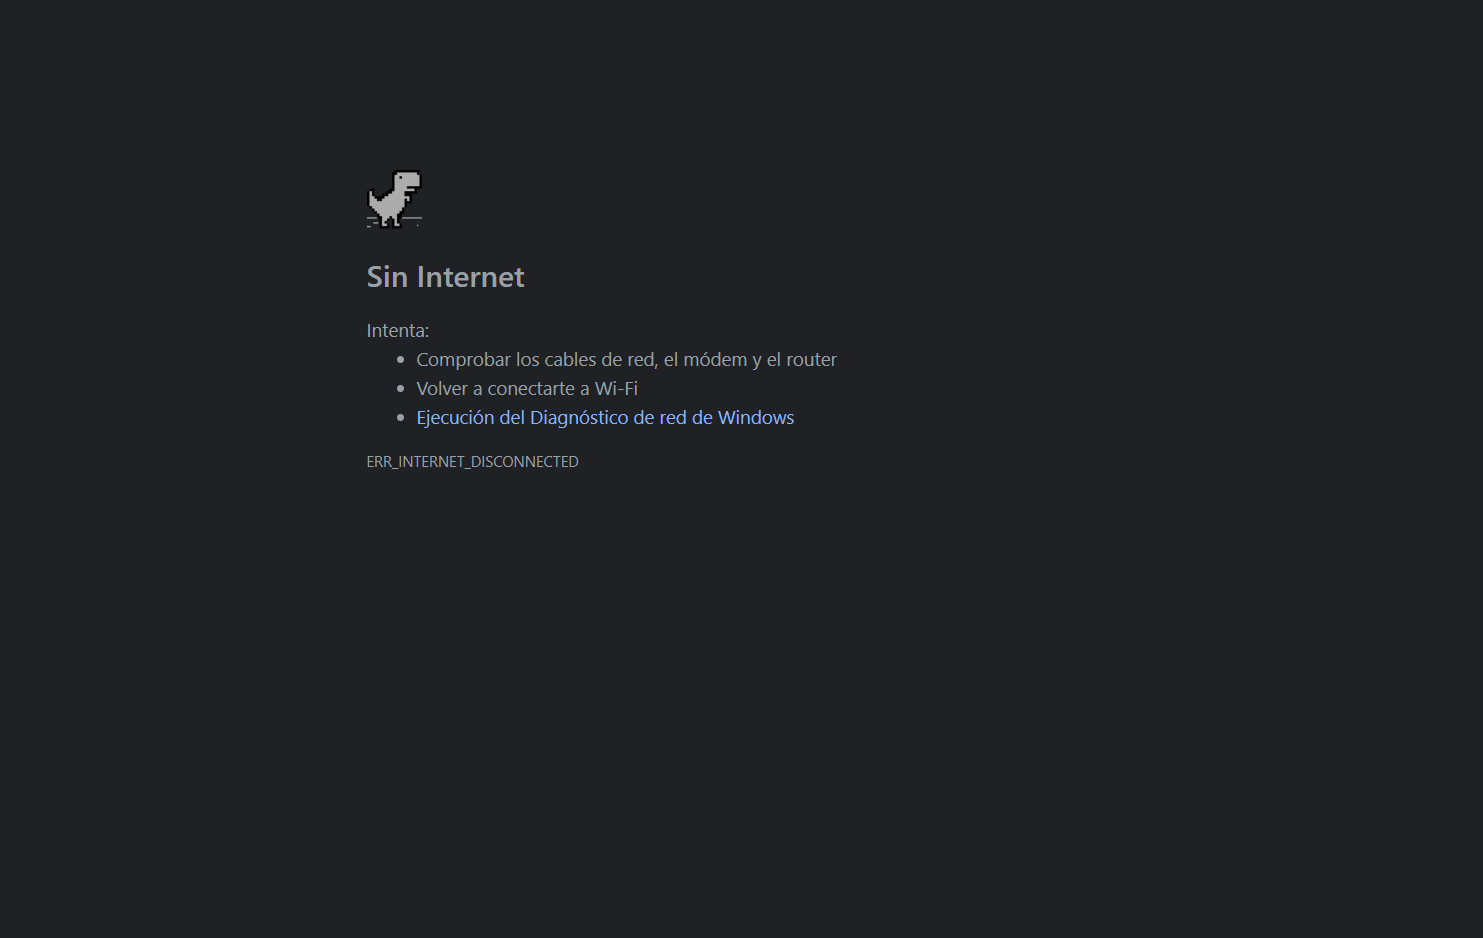 Sin Internet
Intenta:
Comprobar los cables de red, el módem y el router
Volver a conectarte a Wi-Fi
Ejecución del Diagnóstico de red de Windows
ERR_INTERNET_DISCONNECTED